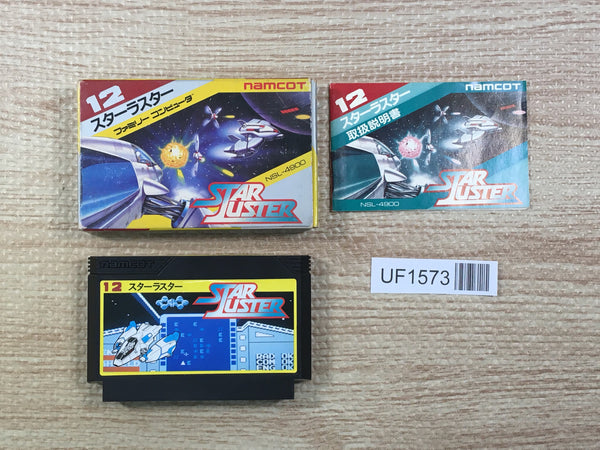 12
スターラスター
ファミリー コンピュータ
namcoT
NSL-4900
STAR
LUSTER
12
スターラスター
取扱説明書
namcoT
NSL-4900
STAR
LUSTER
UF1573
namcoT
12 スターラスター
STAR
LUSTER